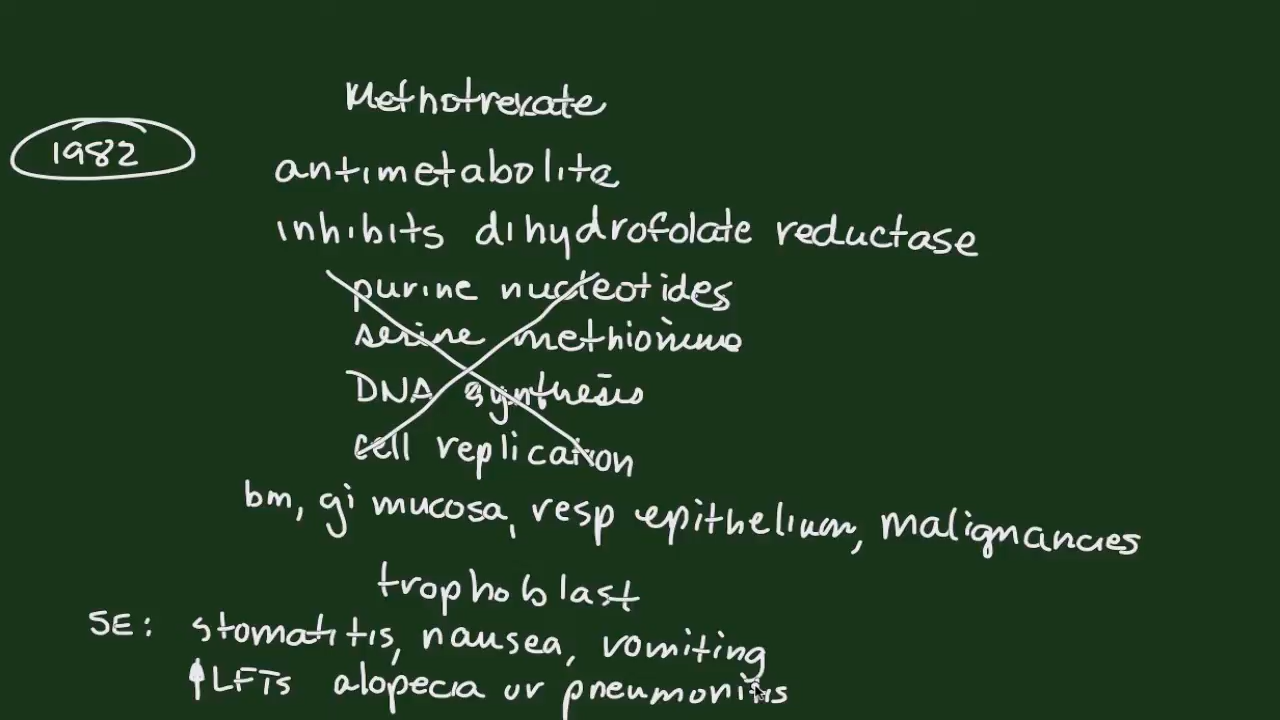 Methotrexate
1982
antimetabolite
inhibits dihydrofolate reductase
purine nucleotides
serine methionine
DNA synthesis
cell replication
bm, gi mucosa, resp epithelium, malignancies
trophoblast
SE: stomatitis, nausea, vomiting
↑LFTs alopecia or pneumonitis